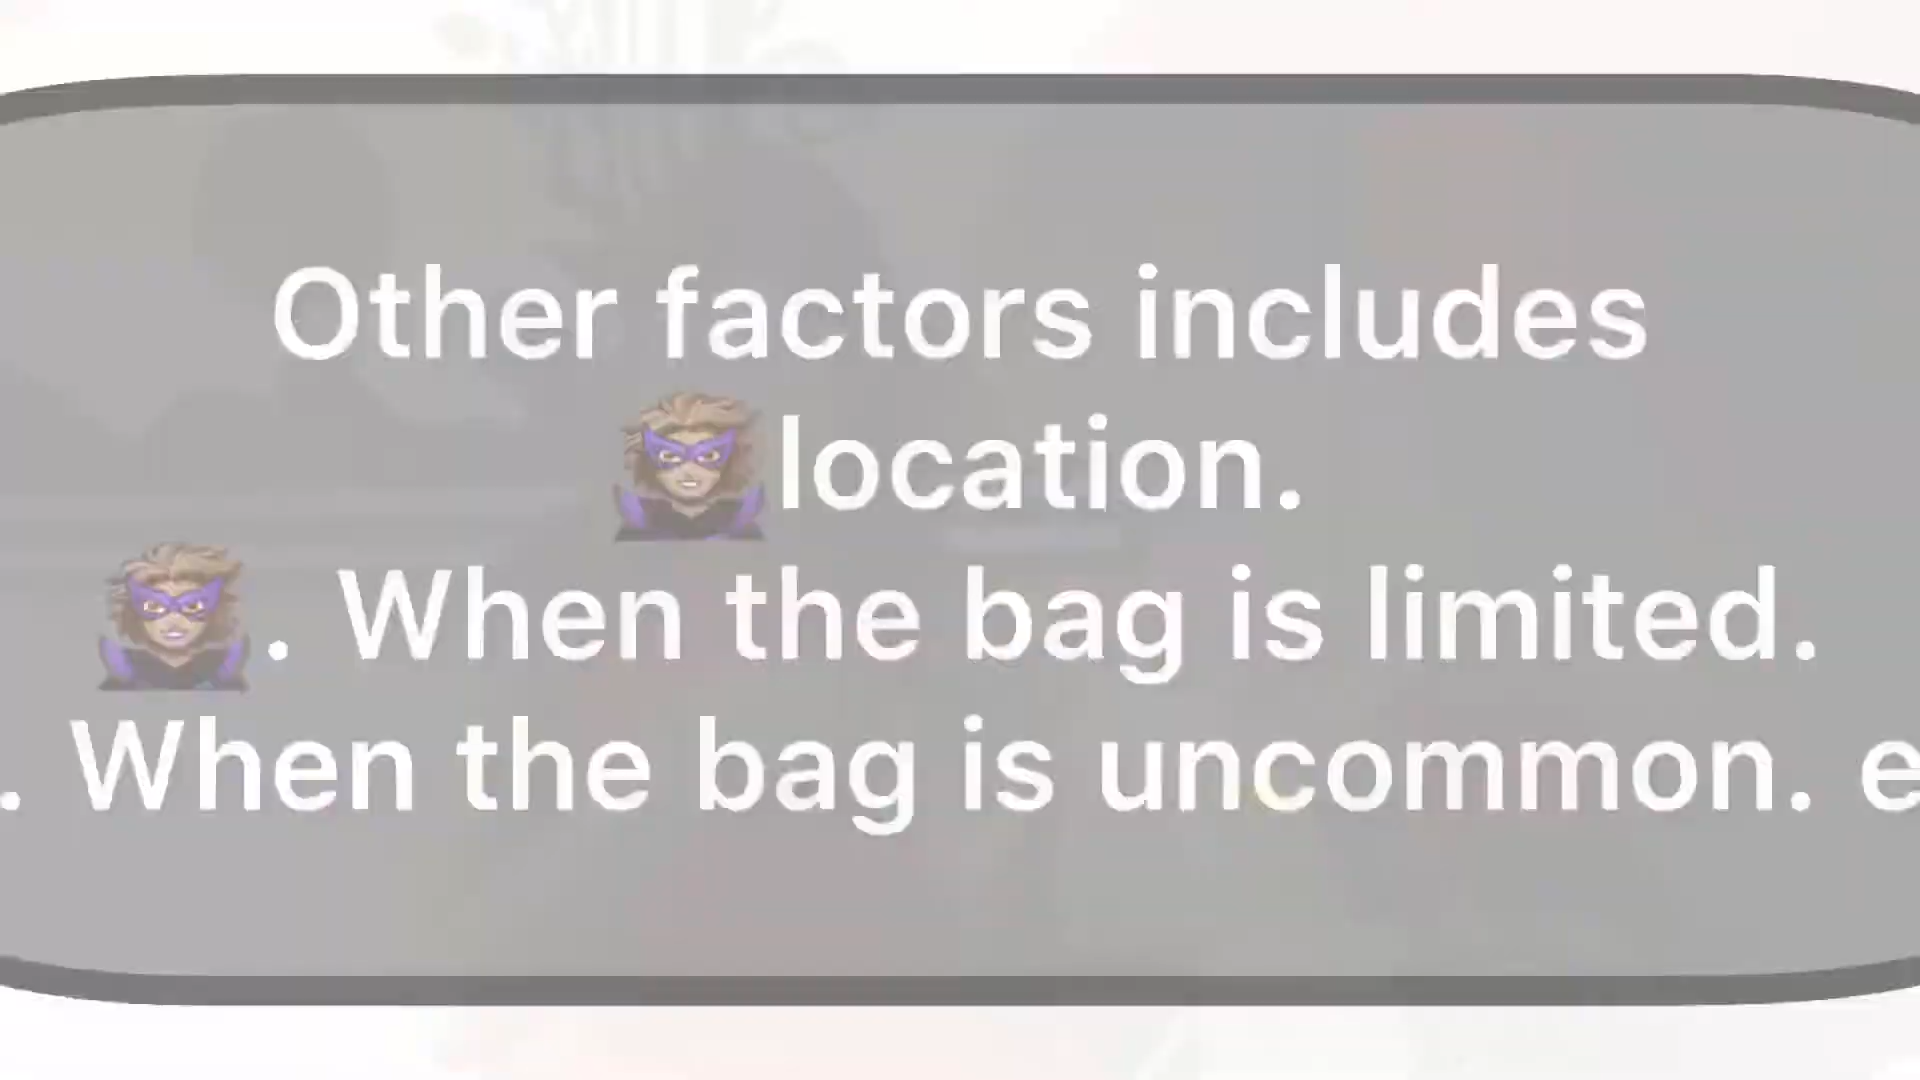 Other factors includes
🦹🏼‍♀️location.
🦹🏼‍♀️. When the bag is limited.
. When the bag is uncommon. e